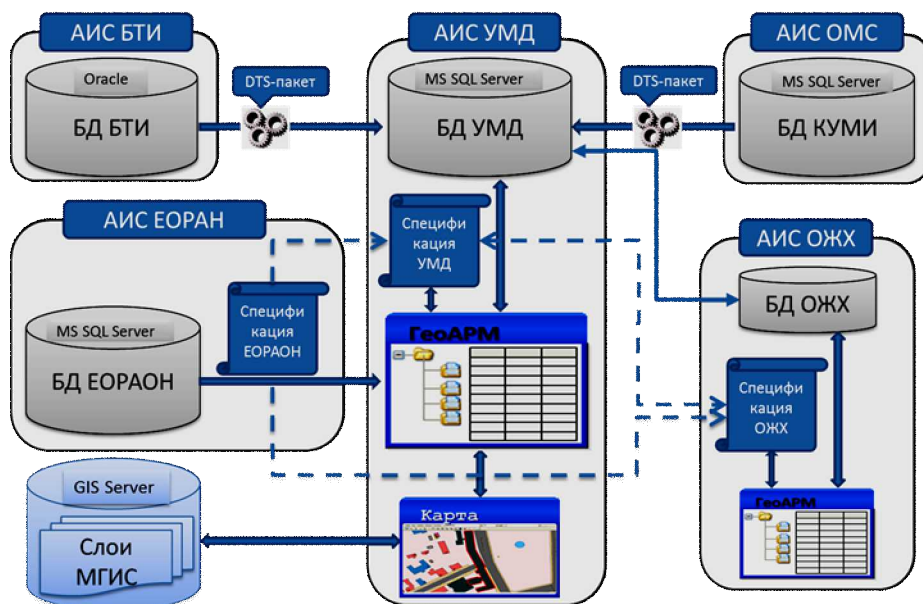 АИС БТИ
Oracle
БД БТИ
DTS-пакет
АИС УМД
MS SQL Server
БД УМД
DTS-пакет
АИС ОМС
MS SQL Server
БД КУМИ
АИС ЕОРАН
MS SQL Server
БД ЕОРАОН
Специфи
кация
ЕОРАОН
Специфи
кация
УМД
ГеоАРМ
АИС ОЖХ
БД ОЖХ
Специфи
кация
ОЖХ
ГеоАРМ
GIS Server
Слои
МГИС
Карта